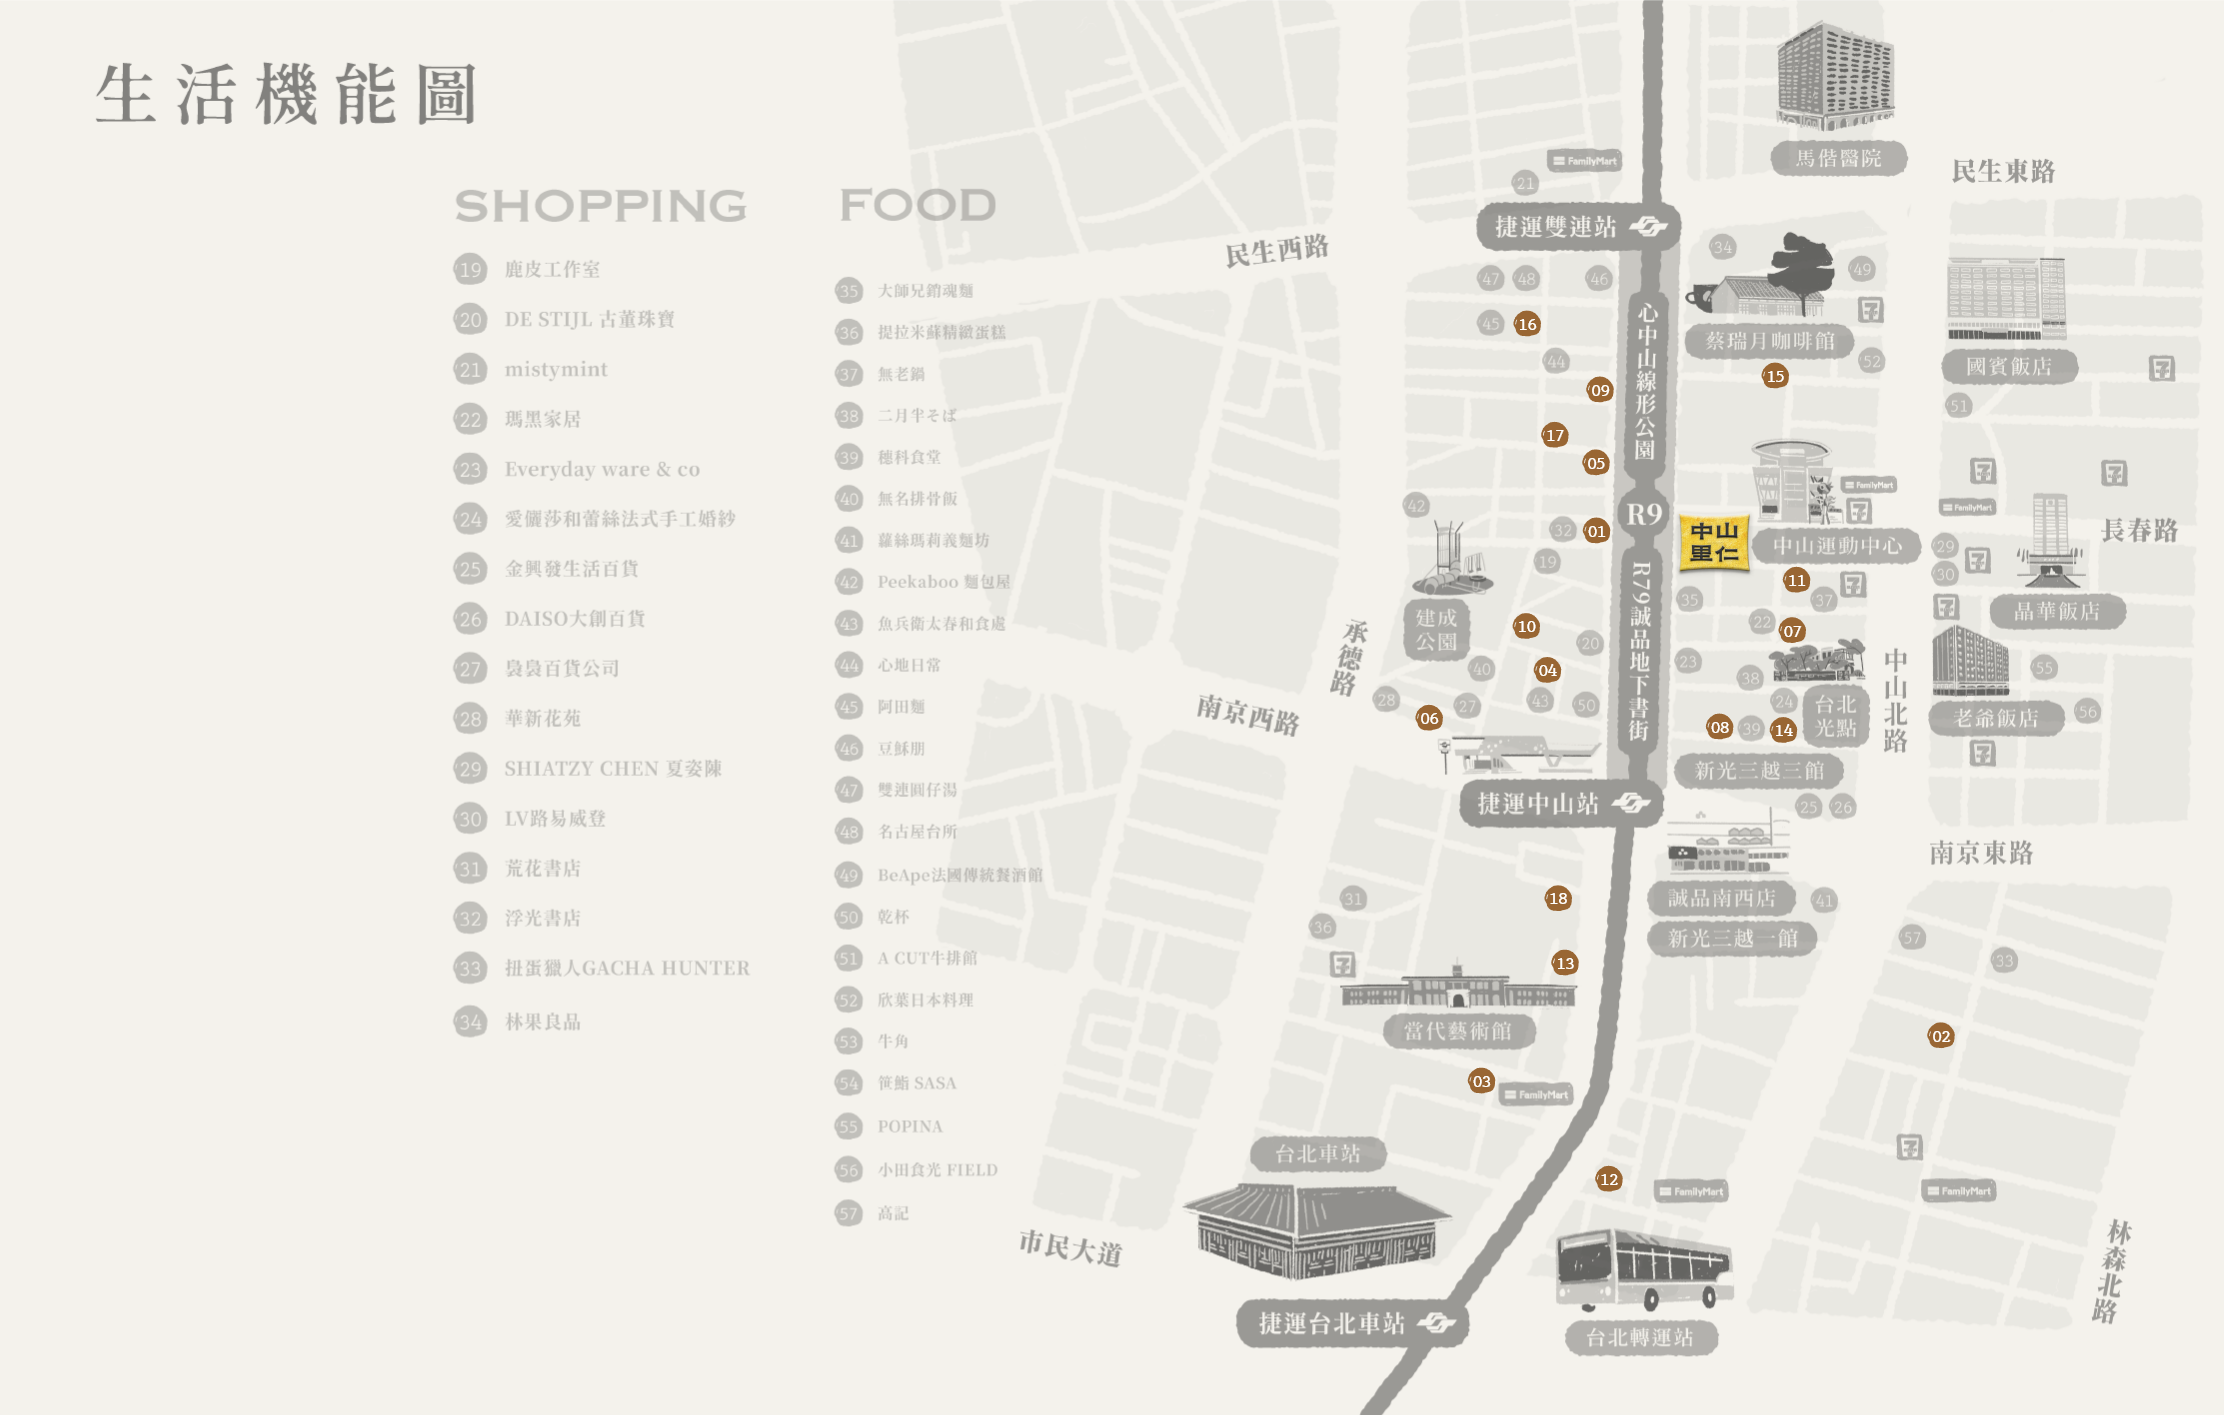 生活機能圖
SHOPPING
19 鹿皮工作室
20 DE STIJL 古董珠寶
21 mistymint
22 瑪黑家居
23 Everyday ware & co
24 愛儷莎和蕾絲法式手工婚紗
25 金興發生活百貨
26 DAISO大創百貨
27 裊裊百貨公司
28 華新花苑
29 SHIATZY CHEN 夏姿陳
30 LV路易威登
31 荒花書店
32 浮光書店
33 扭蛋獵人GACHA HUNTER
34 林果良品
FOOD
35 大師兄銷魂麵
36 提拉米蘇精緻蛋糕
37 無老鍋
38 二月半そば
39 穗科食堂
40 無名排骨飯
41 蘿絲瑪莉義麵坊
42 Peekaboo 麵包屋
43 魚兵衛太春和食處
44 心地日常
45 阿田麵
46 豆穌朋
47 雙連圓仔湯
48 名古屋台所
49 BeApe法國傳統餐酒館
50 乾杯
51 A CUT牛排館
52 欣葉日本料理
53 牛角
54 笹鮨 SASA
55 POPINA
56 小田食光 FIELD
57 高記
馬偕醫院
民生東路
FamilyMart
21
捷運雙連站
民生西路
34
49
47 48 46
45 16
心中山線形公園
蔡瑞月咖啡館
7
52
44
15
09
國賓飯店
7
51
17
05
42
R9
中山
里仁
FamilyMart
7
中山運動中心
7
7
FamilyMart
長春路
32 01
19
29
7
30
11
7
37
35
建成
公園
R79誠品地下書街
7
晶華飯店
10
20
22
07
承德路
40
04
23
38
中山北路
55
南京西路
28
27
43
50
24
台北
光點
老爺飯店
56
06
08 39 14
7
新光三越三館
捷運中山站
25 26
南京東路
31
18
誠品南西店
41
36
新光三越一館
57
7
13
33
當代藝術館
02
03
FamilyMart
7
台北車站
12
FamilyMart
FamilyMart
市民大道
林森北路
捷運台北車站
台北轉運站